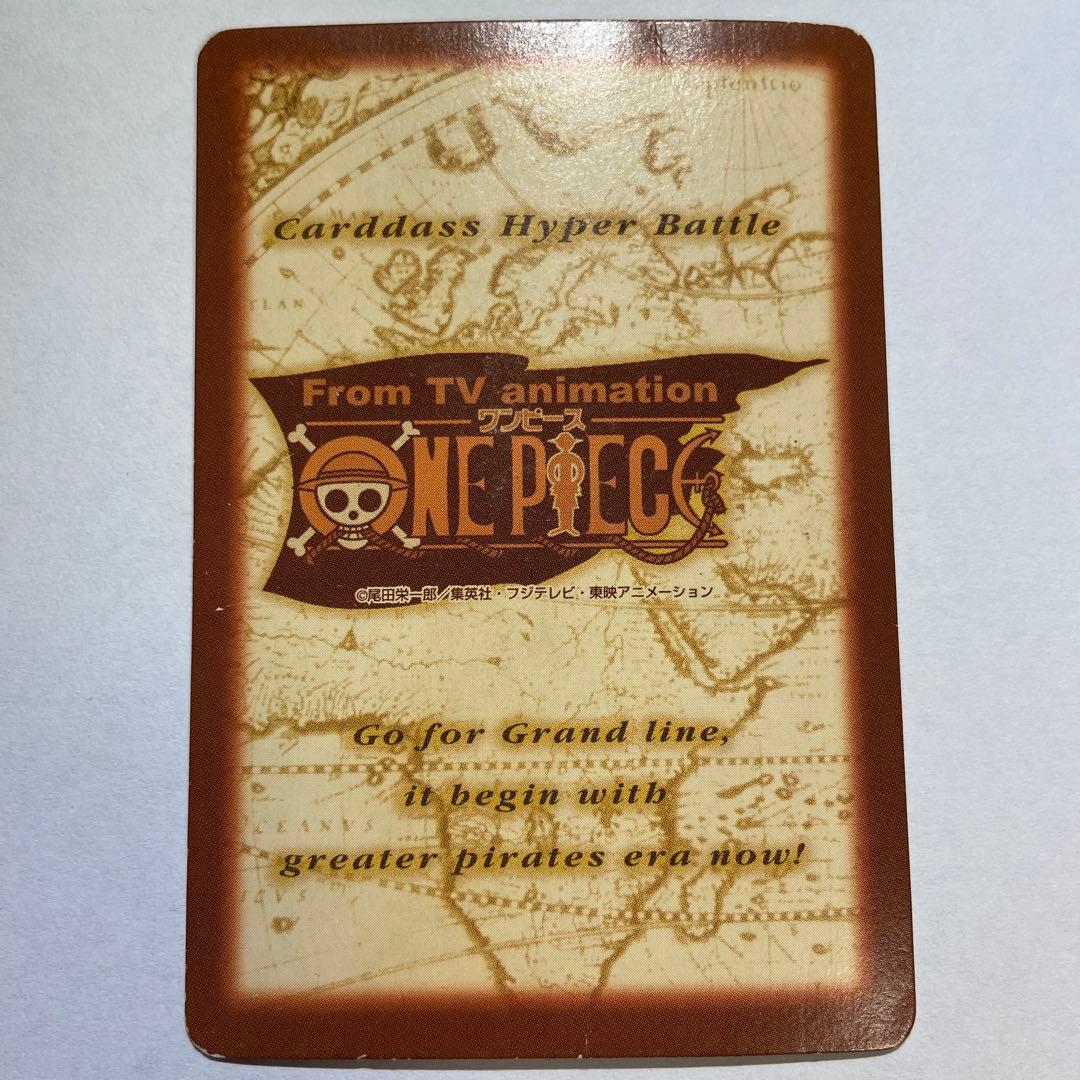 Carddass Hyper Battle
From TV animation
ワンピース
ONE PIECE
©尾田栄一郎／集英社・フジテレビ・東映アニメーション
Go for Grand line,
it begin with
greater pirates era now!